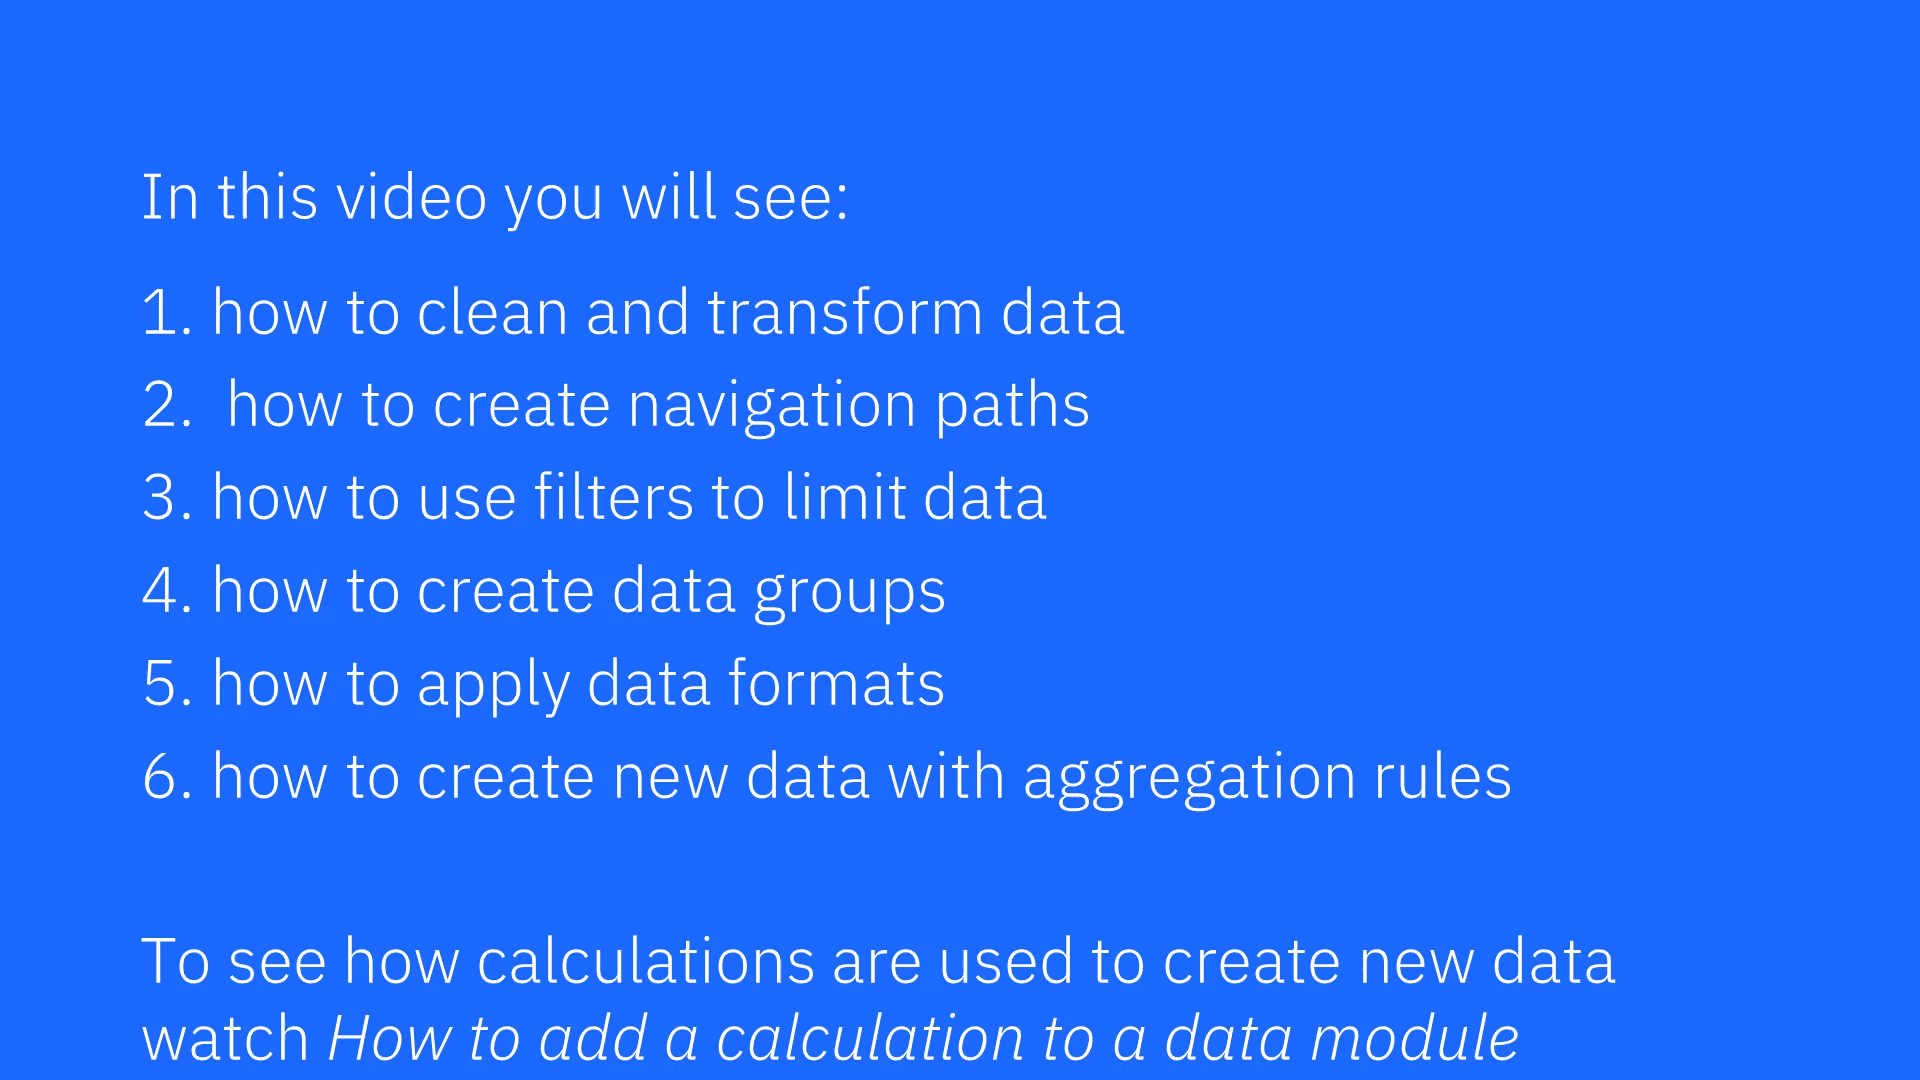 In this video you will see:
1. how to clean and transform data
2.  how to create navigation paths
3. how to use filters to limit data
4. how to create data groups
5. how to apply data formats
6. how to create new data with aggregation rules
To see how calculations are used to create new data
watch How to add a calculation to a data module